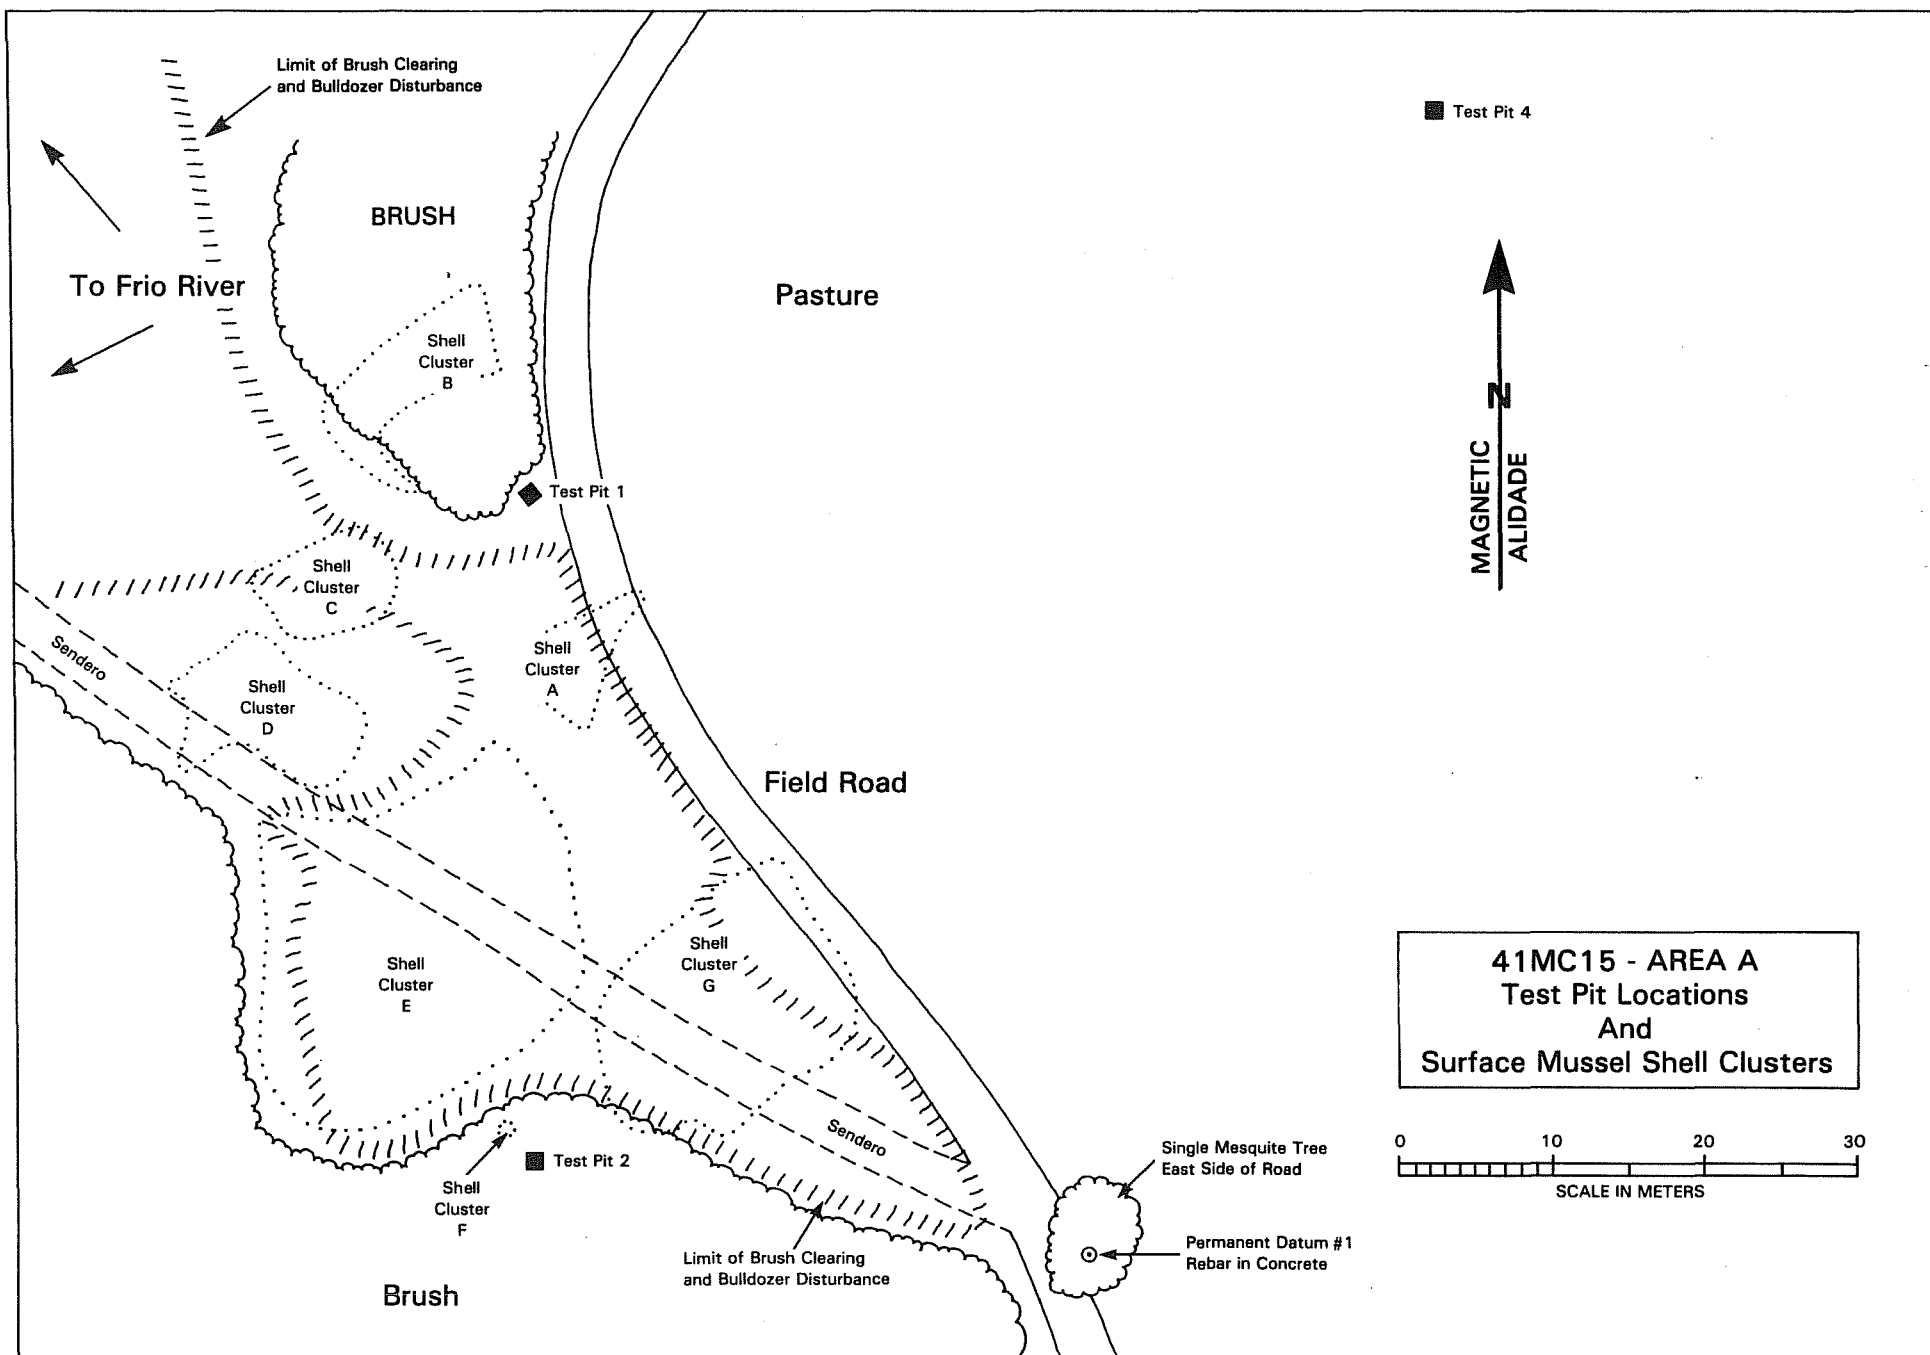 Limit of Brush Clearing
and Bulldozer Disturbance
Test Pit 4
BRUSH
To Frio River
Pasture
Shell
Cluster
B
N
MAGNETIC
ALIDADE
Test Pit 1
Shell
Cluster
C
Sendero
Shell
Cluster
A
Shell
Cluster
D
Field Road
Shell
Cluster
E
Shell
Cluster
G
41MC15 - AREA A
Test Pit Locations
And
Surface Mussel Shell Clusters
0 10 20 30
SCALE IN METERS
Sendero
Single Mesquite Tree
East Side of Road
Test Pit 2
Shell
Cluster
F
Permanent Datum #1
Rebar in Concrete
Limit of Brush Clearing
and Bulldozer Disturbance
Brush